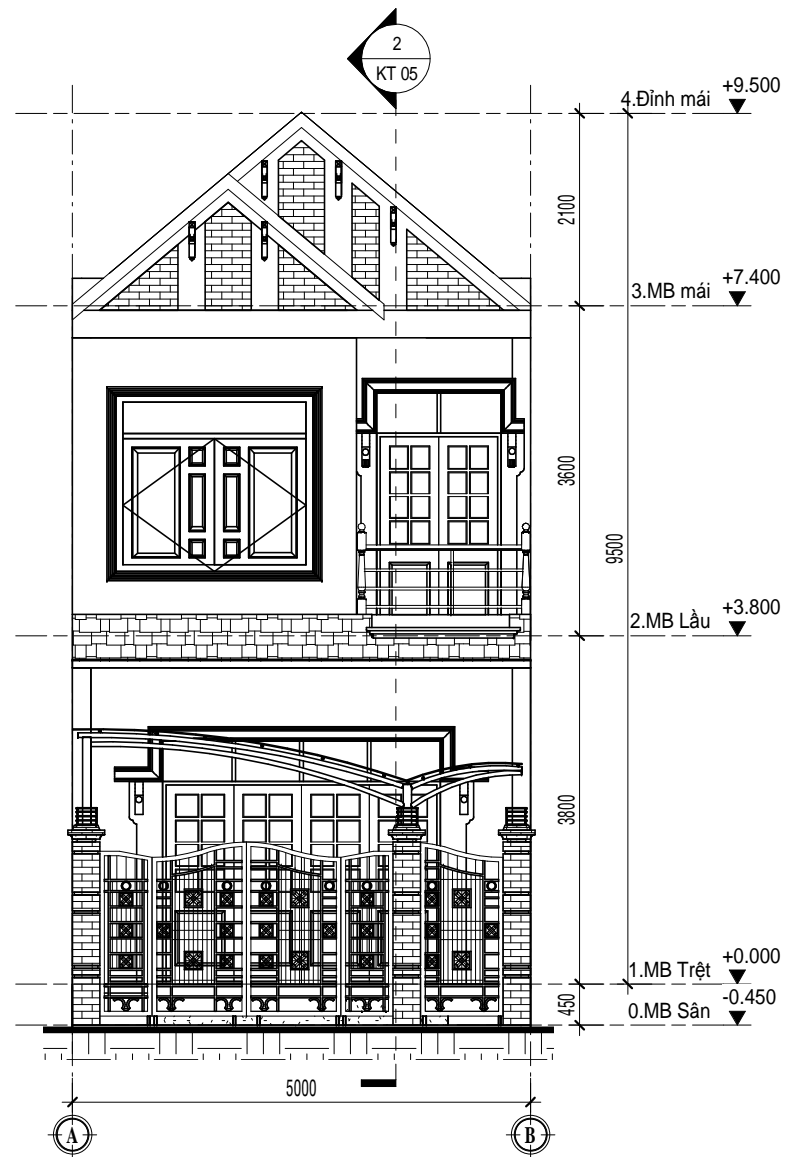 2
KT 05
4.Đỉnh mái +9.500
2100
3.MB mái +7.400
3600
9500
2.MB Lầu +3.800
3800
1.MB Trệt +0.000
450
0.MB Sân -0.450
5000
A B